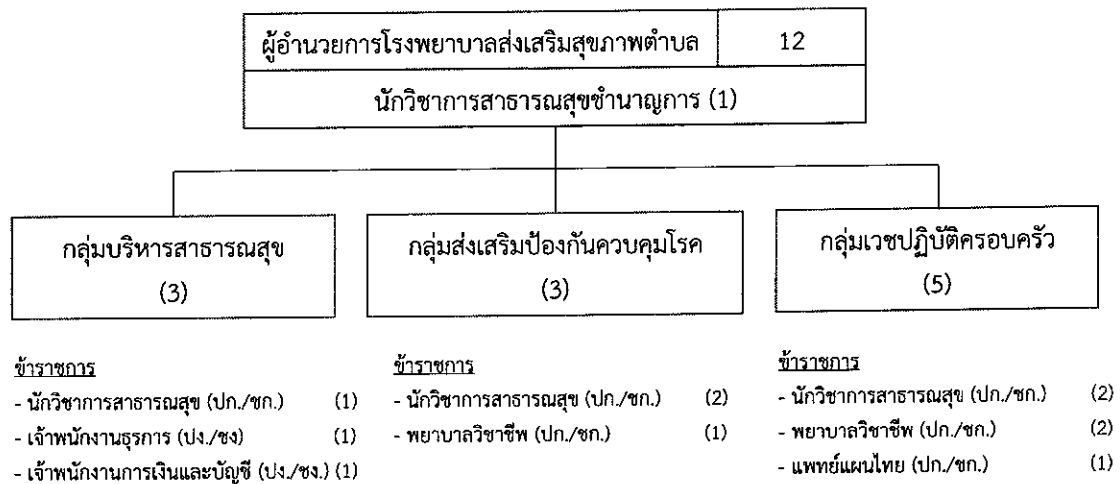 ผู้อำนวยการโรงพยาบาลส่งเสริมสุขภาพตำบล 12
นักวิชาการสาธารณสุขชำนาญการ (1)
กลุ่มบริหารสาธารณสุข
(3)
กลุ่มส่งเสริมป้องกันควบคุมโรค
(3)
กลุ่มเวชปฏิบัติครอบครัว
(5)
ข้าราชการ
- นักวิชาการสาธารณสุข (ปก./ชก.) (1)
- เจ้าพนักงานธุรการ (ปง./ชง) (1)
- เจ้าพนักงานการเงินและบัญชี (ปง./ชง.) (1)
ข้าราชการ
- นักวิชาการสาธารณสุข (ปก./ชก.) (2)
- พยาบาลวิชาชีพ (ปก./ชก.) (1)
ข้าราชการ
- นักวิชาการสาธารณสุข (ปก./ชก.) (2)
- พยาบาลวิชาชีพ (ปก./ชก.) (2)
- แพทย์แผนไทย (ปก./ชก.) (1)